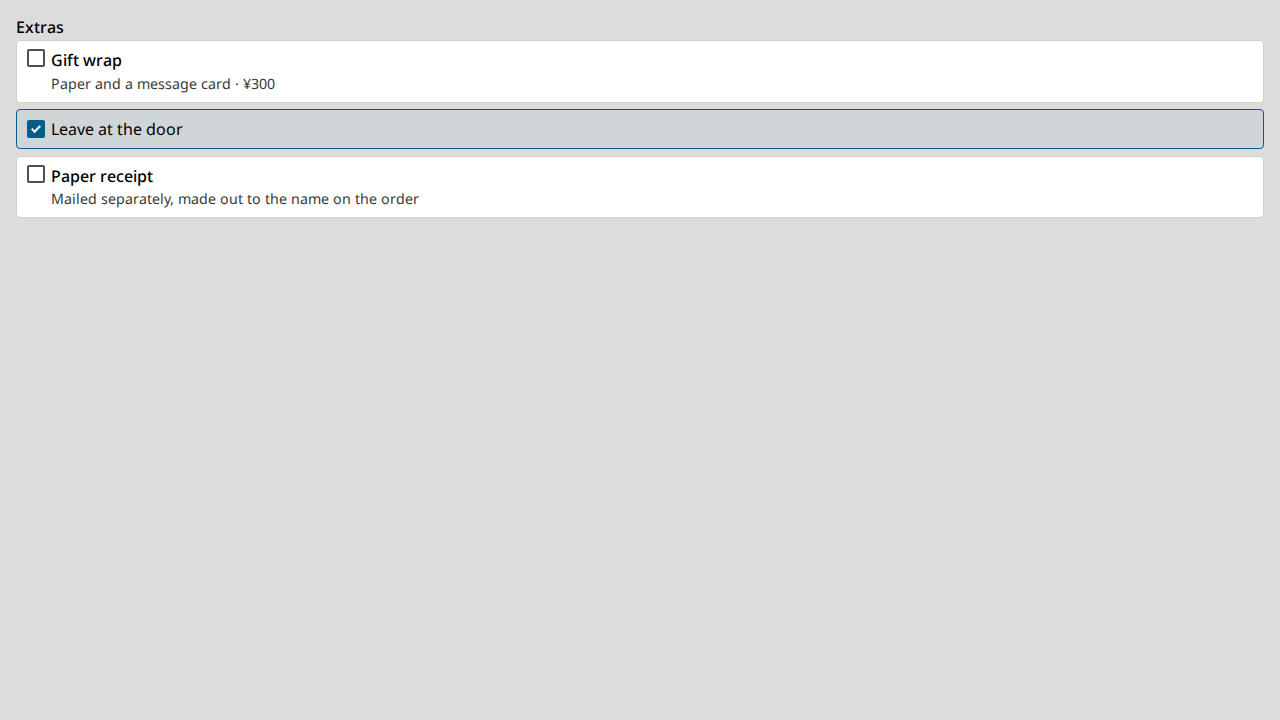 Extras
Gift wrap
Paper and a message card · ¥300
Leave at the door
Paper receipt
Mailed separately, made out to the name on the order